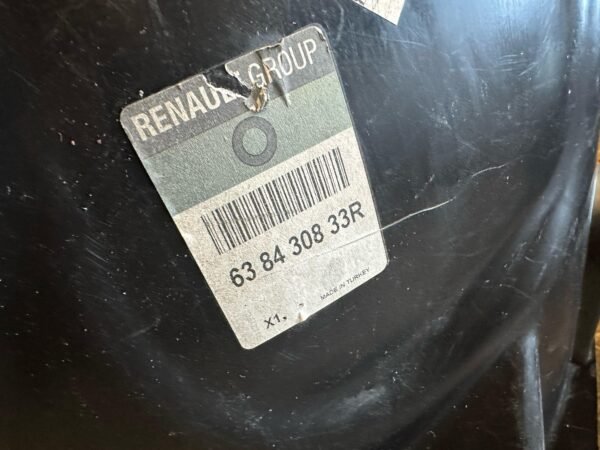 RENAULT GROUP
63 84 308 33R
X1.
MADE IN TURKEY